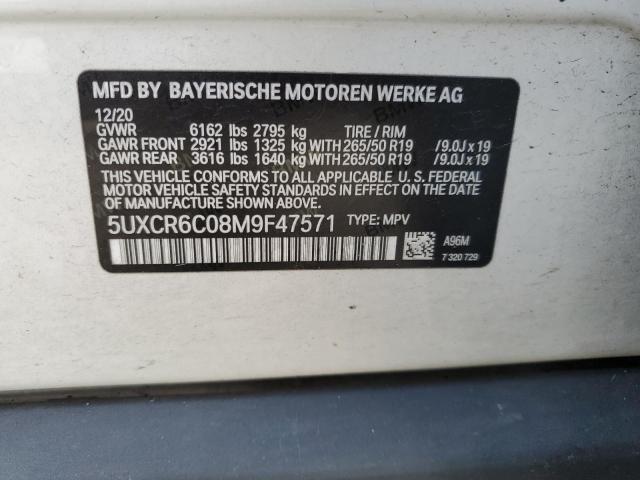 MFD BY BAYERISCHE MOTOREN WERKE AG
12/20
GVWR 6162 lbs 2795 kg TIRE / RIM
GAWR FRONT 2921 lbs 1325 kg WITH 265/50 R19 /9.0J x 19
GAWR REAR 3616 lbs 1640 kg WITH 265/50 R19 /9.0J x 19
THIS VEHICLE CONFORMS TO ALL APPLICABLE U. S. FEDERAL
MOTOR VEHICLE SAFETY STANDARDS IN EFFECT ON THE DATE
OF MANUFACTURE SHOWN ABOVE.
5UXCR6C08M9F47571 TYPE: MPV
A96M
7 320 729